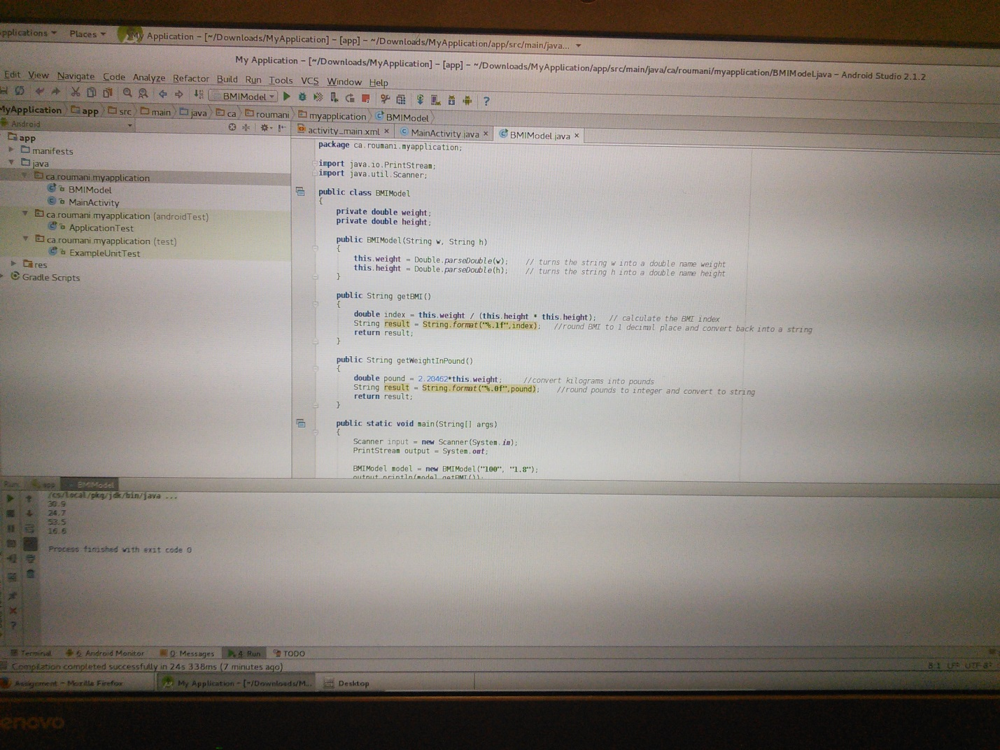 Applications Places My Application – [~/Downloads/MyApplication] – [app] – ~/Downloads/MyApplication/app/src/main/java...
My Application – [~/Downloads/MyApplication] – [app] – ~/Downloads/MyApplication/app/src/main/java/ca/roumani/myapplication/BMIModel.java – Android Studio 2.1.2
Edit View Navigate Code Analyze Refactor Build Run Tools VCS Window Help
BMIModel ?
MyApplication app src main java ca roumani myapplication BMIModel
Android
activity_main.xml × MainActivity.java × BMIModel.java ×
app
manifests
java
ca.roumani.myapplication
BMIModel
MainActivity
ca.roumani.myapplication (androidTest)
ApplicationTest
ca.roumani.myapplication (test)
ExampleUnitTest
res
Gradle Scripts
package ca.roumani.myapplication;
import java.io.PrintStream;
import java.util.Scanner;
public class BMIModel
{
private double weight;
private double height;
public BMIModel(String w, String h)
{
this.weight = Double.parseDouble(w); // turns the string w into a double name weight
this.height = Double.parseDouble(h); // turns the string h into a double name height
}
public String getBMI()
{
double index = this.weight / (this.height * this.height); // calculate the BMI index
String result = String.format("%.1f",index); //round BMI to 1 decimal place and convert back into a string
return result;
}
public String getWeightInPound()
{
double pound = 2.20462*this.weight; //convert kilograms into pounds
String result = String.format("%.0f",pound); //round pounds to integer and convert to string
return result;
}
public static void main(String[] args)
{
Scanner input = new Scanner(System.in);
PrintStream output = System.out;
BMIModel model = new BMIModel("100", "1.8");
output.println(model.getBMI());
Run: app BMIModel
/cs/local/pkg/jdk/bin/java ...
30.9
24.7
53.5
16.6
Process finished with exit code 0
Terminal 6: Android Monitor 0: Messages 4: Run TODO
Compilation completed successfully in 24s 338ms (7 minutes ago)
8:1 LF UTF-8
Assignment – Mozilla Firefox My Application – [~/Downloads/M... Desktop
enovo